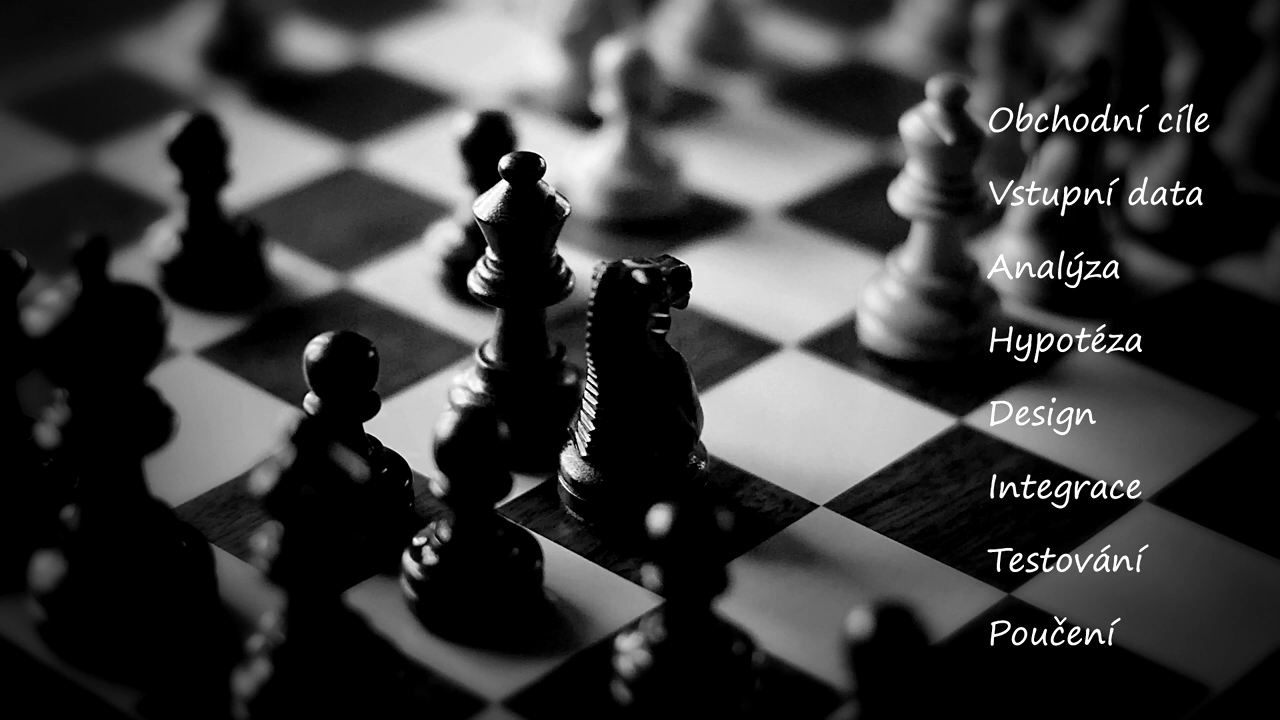 Obchodní cíle
Vstupní data
Analýza
Hypotéza
Design
Integrace
Testování
Poučení